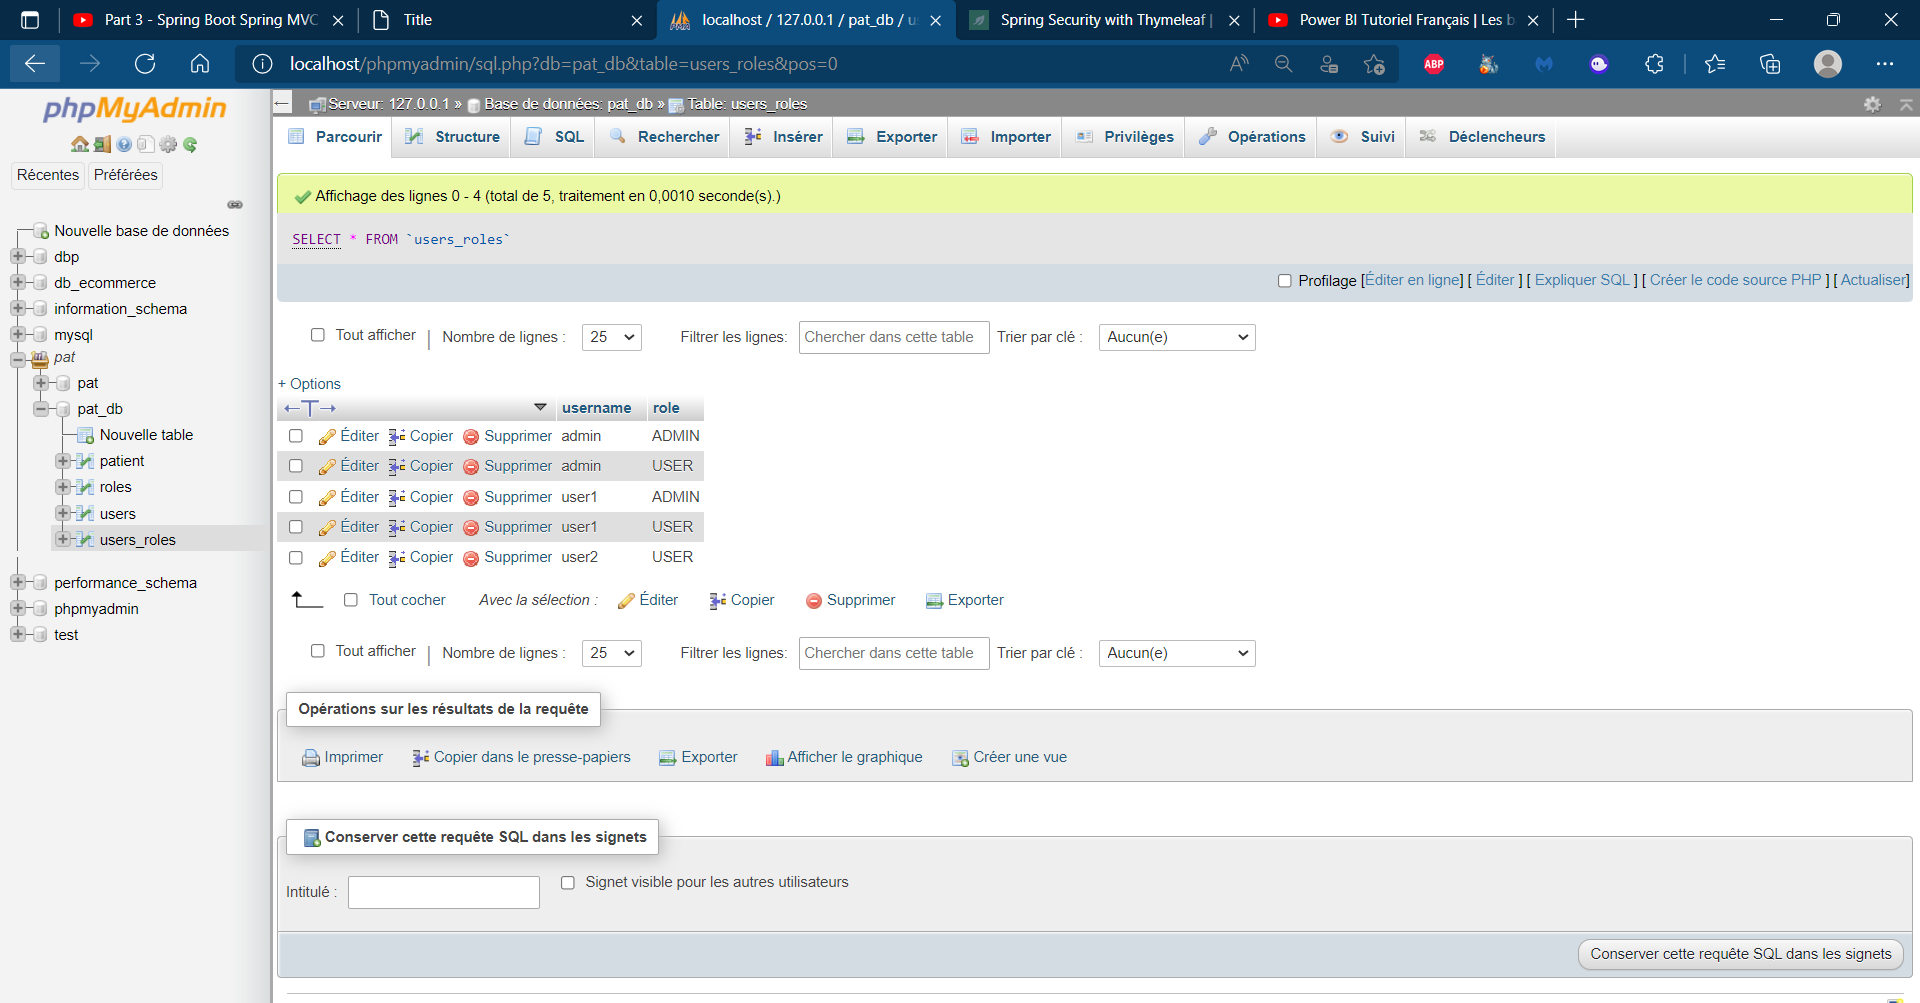 Part 3 - Spring Boot Spring MVC
Title
localhost / 127.0.0.1 / pat_db / us
Spring Security with Thymeleaf |
Power BI Tutoriel Français | Les b
localhost/phpmyadmin/sql.php?db=pat_db&table=users_roles&pos=0
ABP
phpMyAdmin
Récentes
Préférées
Nouvelle base de données
dbp
db_ecommerce
information_schema
mysql
pat
pat
pat_db
Nouvelle table
patient
roles
users
users_roles
performance_schema
phpmyadmin
test
Serveur: 127.0.0.1 » Base de données: pat_db » Table: users_roles
Parcourir Structure SQL Rechercher Insérer Exporter Importer Privilèges Opérations Suivi Déclencheurs
Affichage des lignes 0 - 4 (total de 5, traitement en 0,0010 seconde(s).)
SELECT * FROM `users_roles`
Profilage [Éditer en ligne] [ Éditer ] [ Expliquer SQL ] [ Créer le code source PHP ] [ Actualiser]
Tout afficher | Nombre de lignes : 25 Filtrer les lignes: Chercher dans cette table Trier par clé : Aucun(e)
+ Options
←T→ username role
Éditer Copier Supprimer admin ADMIN
Éditer Copier Supprimer admin USER
Éditer Copier Supprimer user1 ADMIN
Éditer Copier Supprimer user1 USER
Éditer Copier Supprimer user2 USER
Tout cocher Avec la sélection : Éditer Copier Supprimer Exporter
Tout afficher | Nombre de lignes : 25 Filtrer les lignes: Chercher dans cette table Trier par clé : Aucun(e)
Opérations sur les résultats de la requête
Imprimer Copier dans le presse-papiers Exporter Afficher le graphique Créer une vue
Conserver cette requête SQL dans les signets
Intitulé : Signet visible pour les autres utilisateurs
Conserver cette requête SQL dans les signets